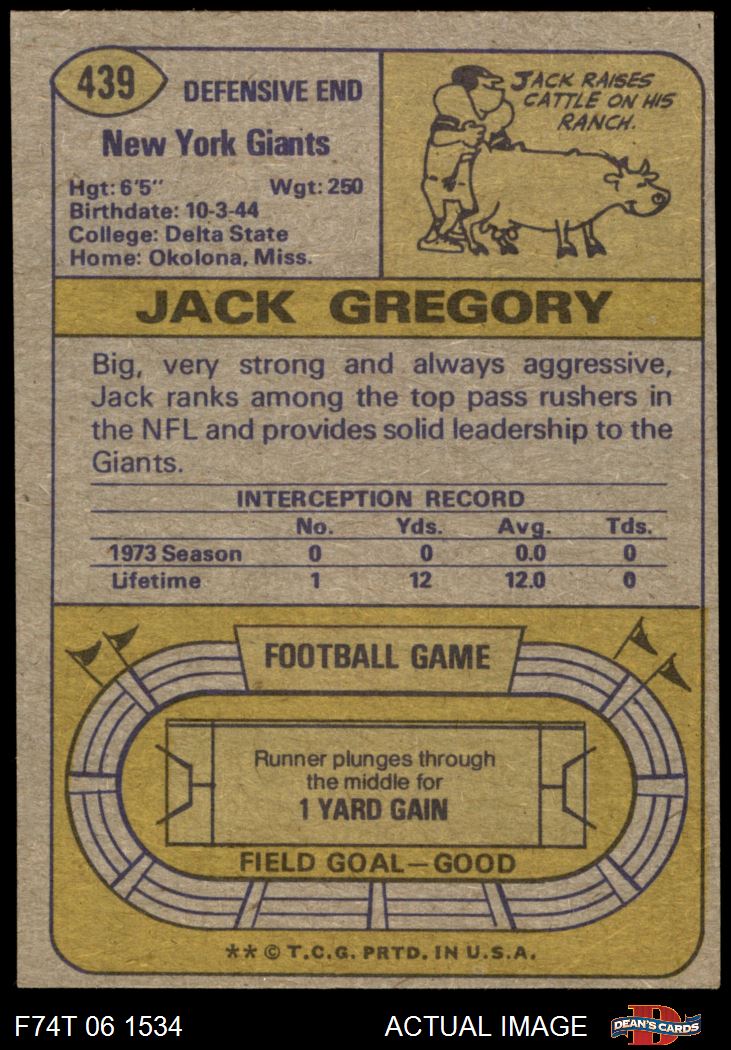 439
DEFENSIVE END
New York Giants
Hgt: 6'5" Wgt: 250
Birthdate: 10-3-44
College: Delta State
Home: Okolona, Miss.
JACK RAISES
CATTLE ON HIS
RANCH.
JACK GREGORY
Big, very strong and always aggressive,
Jack ranks among the top pass rushers in
the NFL and provides solid leadership to the
Giants.
INTERCEPTION RECORD
No. Yds. Avg. Tds.
1973 Season 0 0 0.0 0
Lifetime 1 12 12.0 0
FOOTBALL GAME
Runner plunges through
the middle for
1 YARD GAIN
FIELD GOAL—GOOD
** © T.C.G. PRTD. IN U.S.A.
F74T 06 1534 ACTUAL IMAGE
D
DEAN'S CARDS